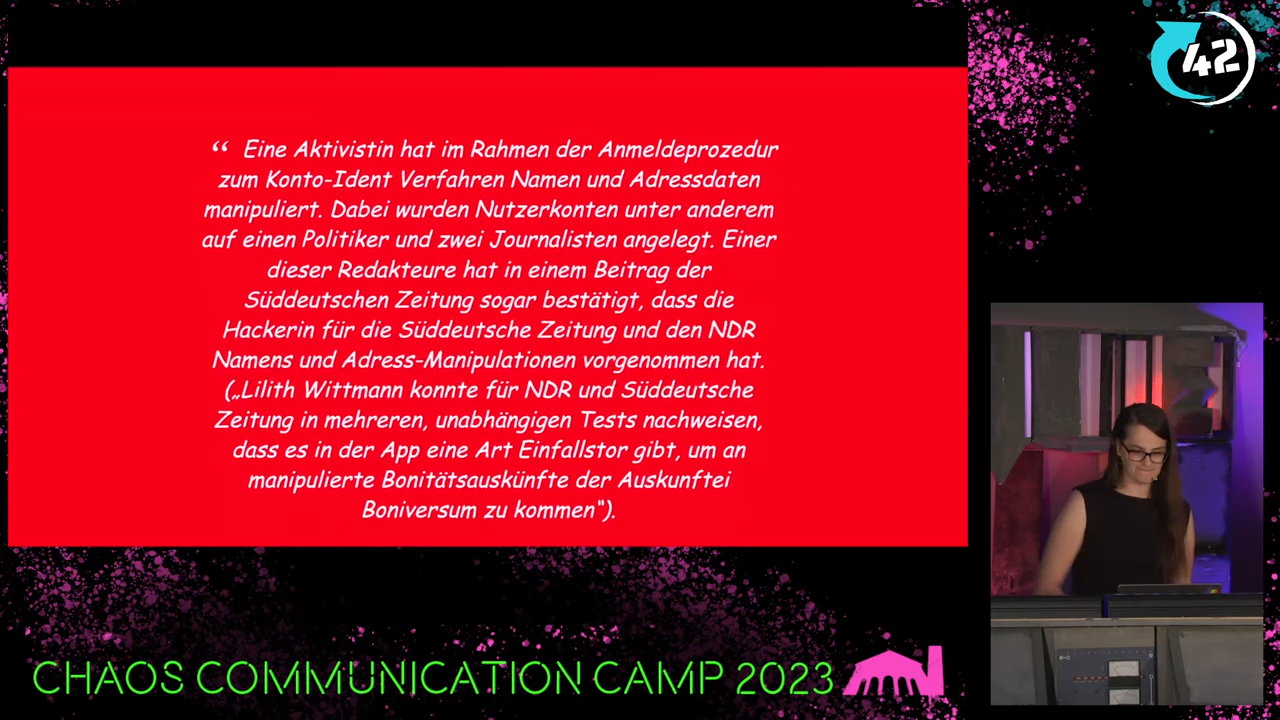 42
“ Eine Aktivistin hat im Rahmen der Anmeldeprozedur
zum Konto-Ident Verfahren Namen und Adressdaten
manipuliert. Dabei wurden Nutzerkonten unter anderem
auf einen Politiker und zwei Journalisten angelegt. Einer
dieser Redakteure hat in einem Beitrag der
Süddeutschen Zeitung sogar bestätigt, dass die
Hackerin für die Süddeutsche Zeitung und den NDR
Namens und Adress-Manipulationen vorgenommen hat.
(„Lilith Wittmann konnte für NDR und Süddeutsche
Zeitung in mehreren, unabhängigen Tests nachweisen,
dass es in der App eine Art Einfallstor gibt, um an
manipulierte Bonitätsauskünfte der Auskunftei
Boniversum zu kommen“).
CHAOS COMMUNICATION CAMP 2023